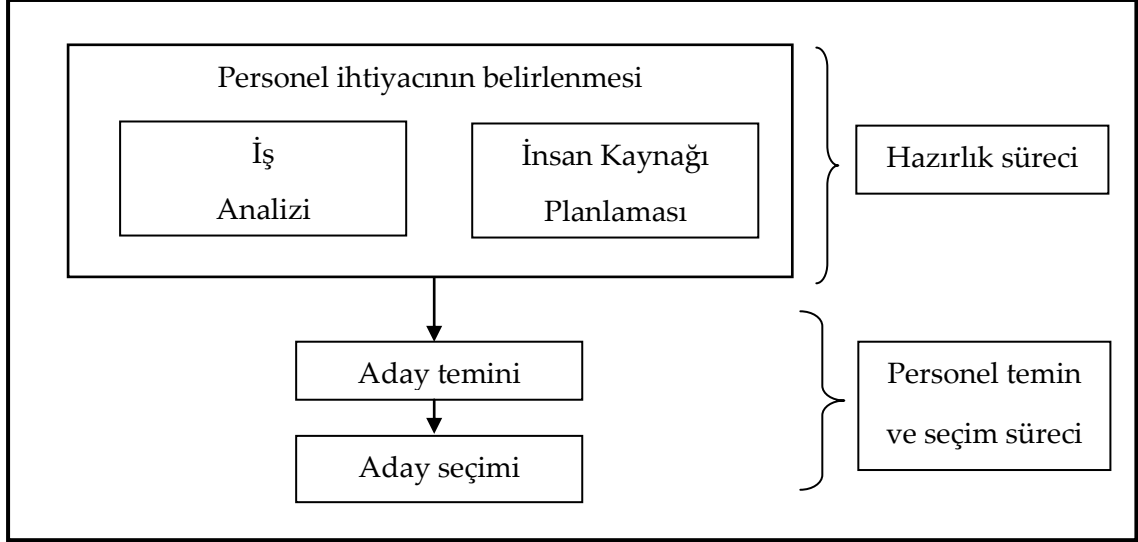 Personel ihtiyacının belirlenmesi
İş
Analizi
İnsan Kaynağı
Planlaması
Hazırlık süreci
Aday temini
Aday seçimi
Personel temin
ve seçim süreci